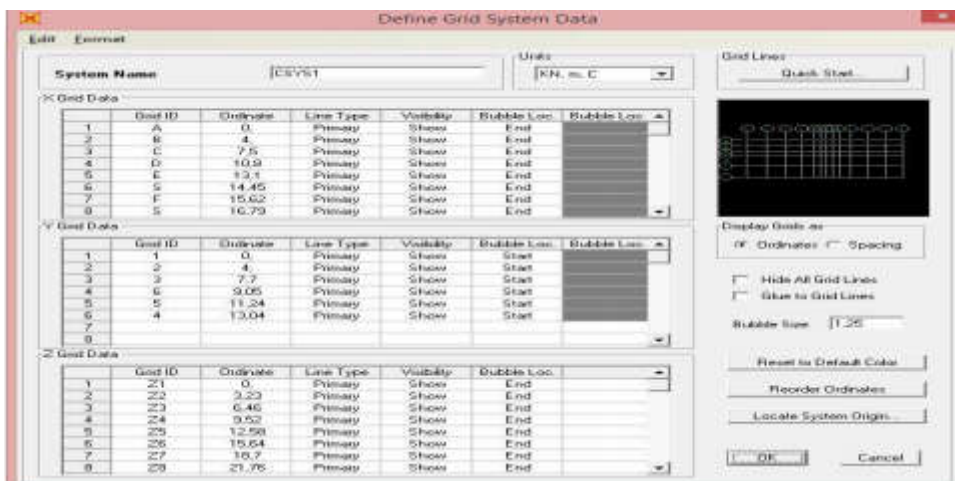 Define Grid System Data
Edit Format
System Name CSYS1
Units
KN, m, C
Grid Lines
Quick Start...
X Grid Data
Grid ID Ordinate Line Type Visibility Bubble Loc. Bubble Loc.
1 A 0, Primary Show End
2 B 4, Primary Show End
3 C 7,5 Primary Show End
4 D 10,9 Primary Show End
5 E 13,1 Primary Show End
6 S 14,45 Primary Show End
7 F 15,62 Primary Show End
8 S 16,79 Primary Show End
Y Grid Data
Grid ID Ordinate Line Type Visibility Bubble Loc. Bubble Loc.
1 1 0, Primary Show Start
2 2 4, Primary Show Start
3 3 7,7 Primary Show Start
4 6 9,05 Primary Show Start
5 5 11,24 Primary Show Start
6 4 13,04 Primary Show Start
7
8
Z Grid Data
Grid ID Ordinate Line Type Visibility Bubble Loc.
1 Z1 0, Primary Show End
2 Z2 3,23 Primary Show End
3 Z3 6,46 Primary Show End
4 Z4 9,52 Primary Show End
5 Z5 12,58 Primary Show End
6 Z6 15,64 Primary Show End
7 Z7 18,7 Primary Show End
8 Z8 21,76 Primary Show End
Display Grids as
Ordinates Spacing
Hide All Grid Lines
Glue to Grid Lines
Bubble Size 1,25
Reset to Default Color
Reorder Ordinates
Locate System Origin...
OK Cancel